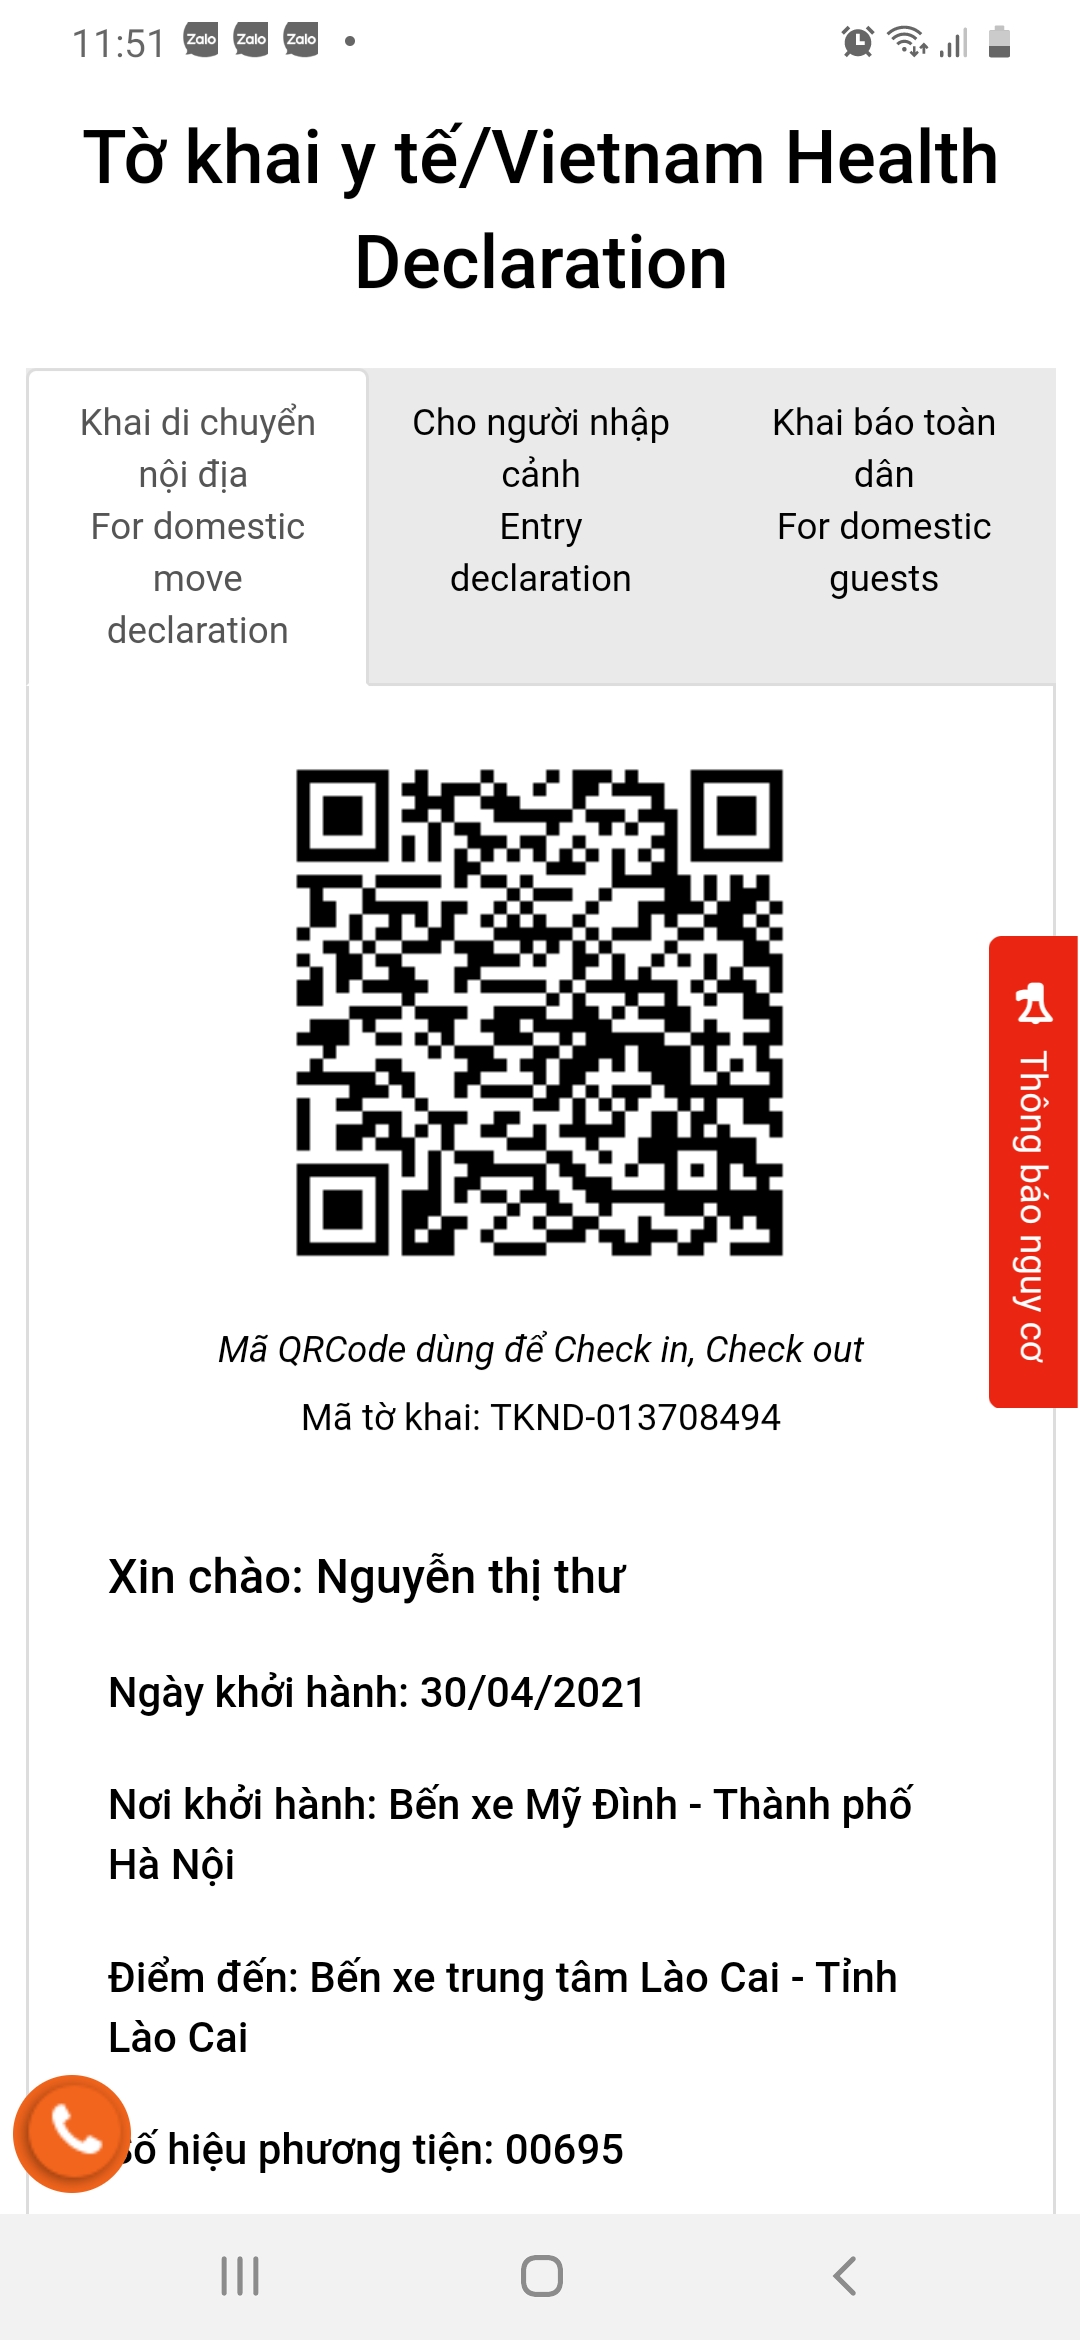 11:51 Zalo Zalo Zalo
Tờ khai y tế/Vietnam Health
Declaration
Khai di chuyển
nội địa
For domestic
move
declaration
Cho người nhập
cảnh
Entry
declaration
Khai báo toàn
dân
For domestic
guests
Thông báo nguy cơ
Mã QRCode dùng để Check in, Check out
Mã tờ khai: TKND-013708494
Xin chào: Nguyễn thị thư
Ngày khởi hành: 30/04/2021
Nơi khởi hành: Bến xe Mỹ Đình - Thành phố
Hà Nội
Điểm đến: Bến xe trung tâm Lào Cai - Tỉnh
Lào Cai
Số hiệu phương tiện: 00695